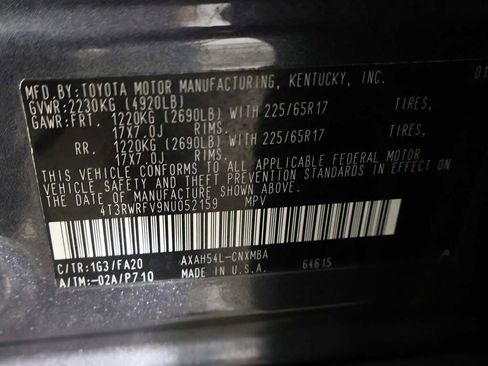 MFD.BY:TOYOTA MOTOR MANUFACTURING, KENTUCKY, INC. 01
GVWR:2230KG (4920LB)
GAWR:FRT. 1220KG (2690LB) WITH 225/65R17 TIRES,
17X7.0J RIMS.
RR. 1220KG (2690LB) WITH 225/65R17 TIRES,
17X7.0J RIMS.
THIS VEHICLE CONFORMS TO ALL APPLICABLE FEDERAL MOTOR
VEHICLE SAFETY AND THEFT PREVENTION STANDARDS IN EFFECT ON
THE DATE OF MANUFACTURE SHOWN ABOVE.
4T3RWRFV9NU052159 MPV
C/TR:1G3/FA20 AXAH54L-CNXMBA
A/TM:-02A/P710 MADE IN U.S.A. 64615